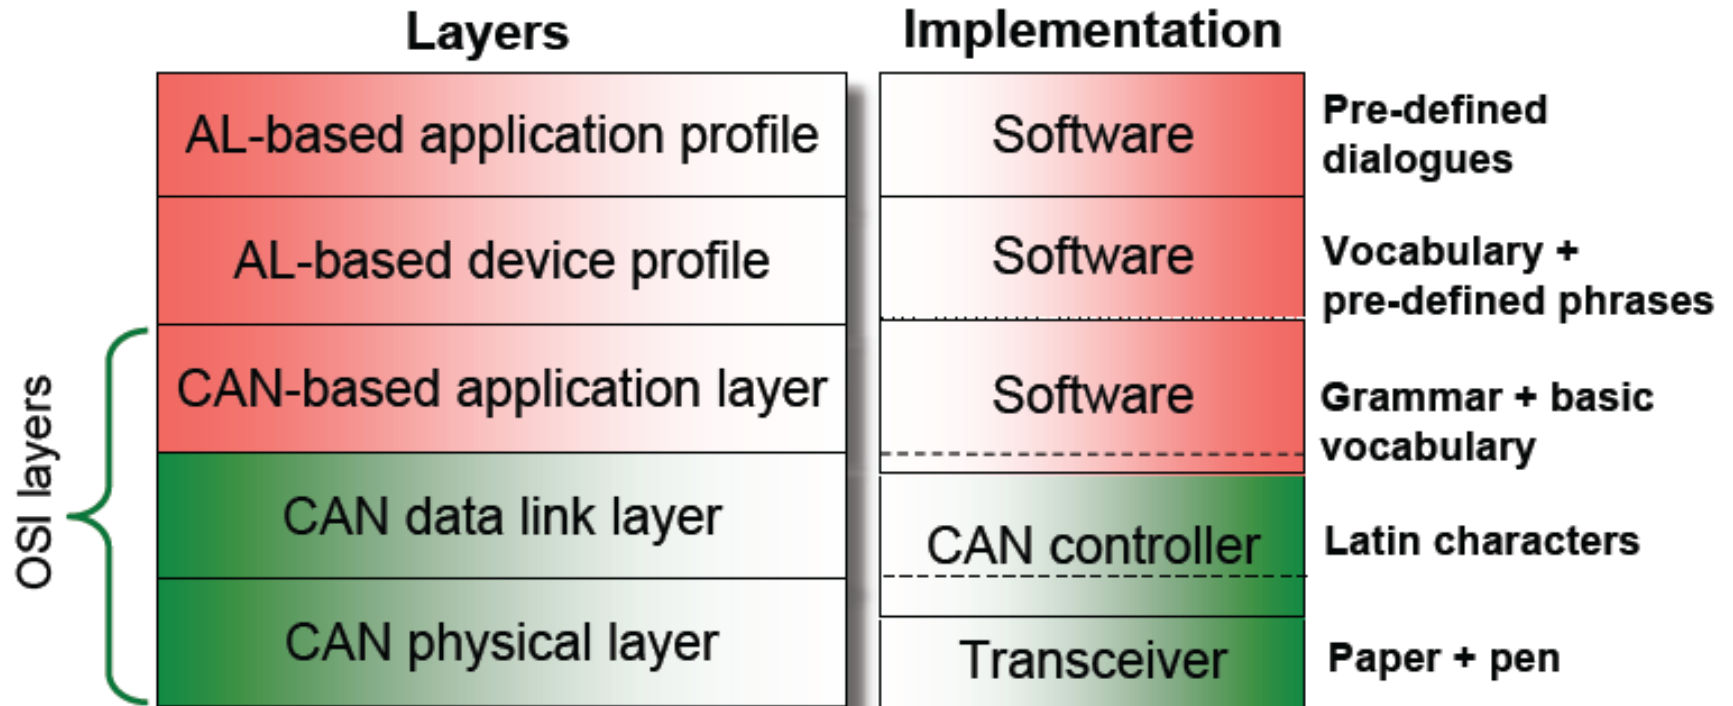 Layers
Implementation
AL-based application profile
Software
Pre-defined
dialogues
AL-based device profile
Software
Vocabulary +
pre-defined phrases
OSI layers
CAN-based application layer
Software
Grammar + basic
vocabulary
CAN data link layer
CAN controller
Latin characters
CAN physical layer
Transceiver
Paper + pen